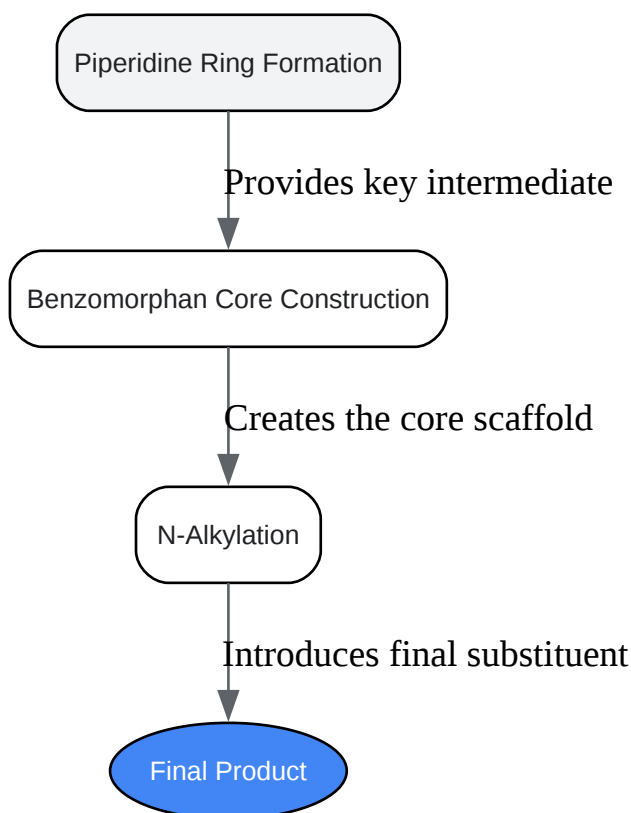 Piperidine Ring Formation
Provides key intermediate
Benzomorphan Core Construction
Creates the core scaffold
N-Alkylation
Introduces final substituent
Final Product